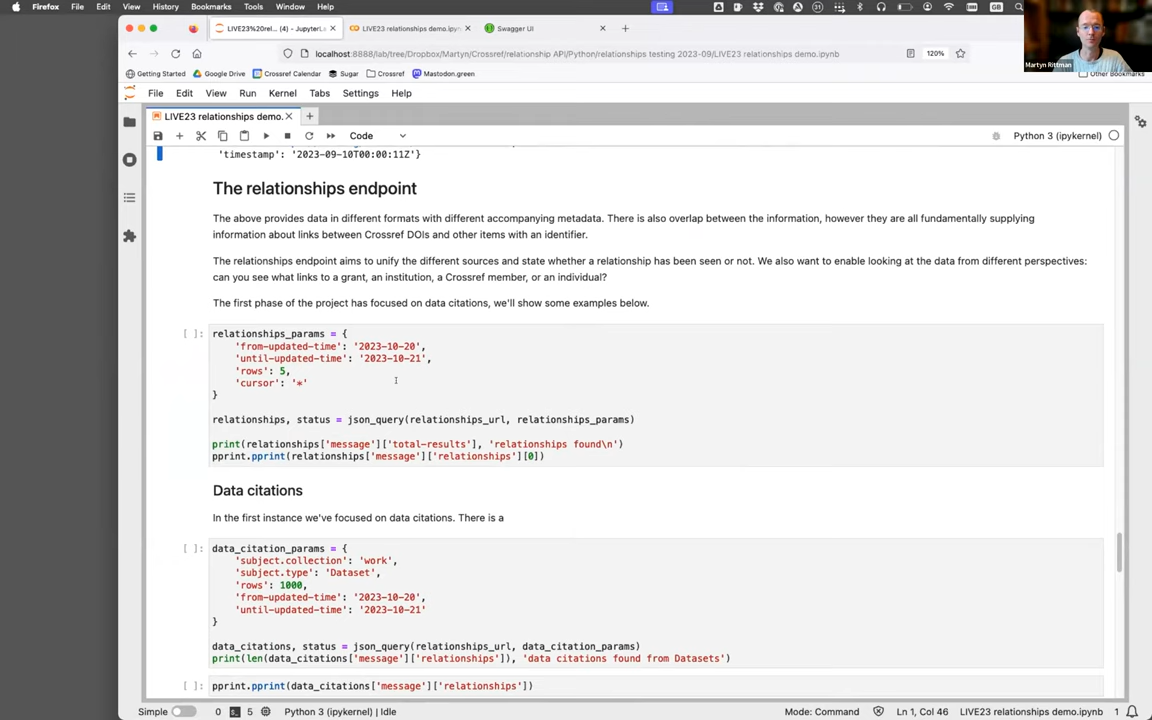 Firefox File Edit View History Bookmarks Tools Window Help
LIVE23%20rel... (4) - JupyterL
LIVE23 relationships demo.ipyn
Swagger UI
localhost:8888/lab/tree/Dropbox/Martyn/Crossref/relationship API/Python/relationships testing 2023-09/LIVE23 relationships demo.ipynb
120%
Martyn Rittman
Getting Started Google Drive Crossref Calendar Sugar Crossref Mastodon.green
Other Bookmarks
File Edit View Run Kernel Tabs Settings Help
LIVE23 relationships demo.
Code
Python 3 (ipykernel)
'timestamp': '2023-09-10T00:00:11Z'}
The relationships endpoint
The above provides data in different formats with different accompanying metadata. There is also overlap between the information, however they are all fundamentally supplying
information about links between Crossref DOIs and other items with an identifier.
The relationships endpoint aims to unify the different sources and state whether a relationship has been seen or not. We also want to enable looking at the data from different perspectives:
can you see what links to a grant, an institution, a Crossref member, or an individual?
The first phase of the project has focused on data citations, we'll show some examples below.
[ ]: relationships_params = {
'from-updated-time': '2023-10-20',
'until-updated-time': '2023-10-21',
'rows': 5,
'cursor': '*'
}
relationships, status = json_query(relationships_url, relationships_params)
print(relationships['message']['total-results'], 'relationships found\n')
pprint.pprint(relationships['message']['relationships'][0])
Data citations
In the first instance we've focused on data citations. There is a
[ ]: data_citation_params = {
'subject.collection': 'work',
'subject.type': 'Dataset',
'rows': 1000,
'from-updated-time': '2023-10-20',
'until-updated-time': '2023-10-21'
}
data_citations, status = json_query(relationships_url, data_citation_params)
print(len(data_citations['message']['relationships']), 'data citations found from Datasets')
[ ]: pprint.pprint(data_citations['message']['relationships'])
Simple 0 5 Python 3 (ipykernel) | Idle
Mode: Command Ln 1, Col 46 LIVE23 relationships demo.ipynb 1